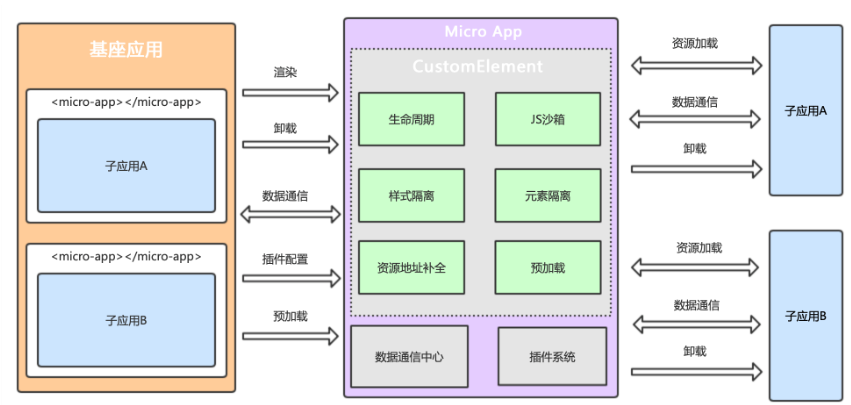 基座应用
<micro-app></micro-app>
子应用A
<micro-app></micro-app>
子应用B
渲染
卸载
数据通信
插件配置
预加载
Micro App
CustomElement
生命周期
JS沙箱
样式隔离
元素隔离
资源地址补全
预加载
数据通信中心
插件系统
资源加载
数据通信
卸载
子应用A
资源加载
数据通信
卸载
子应用B